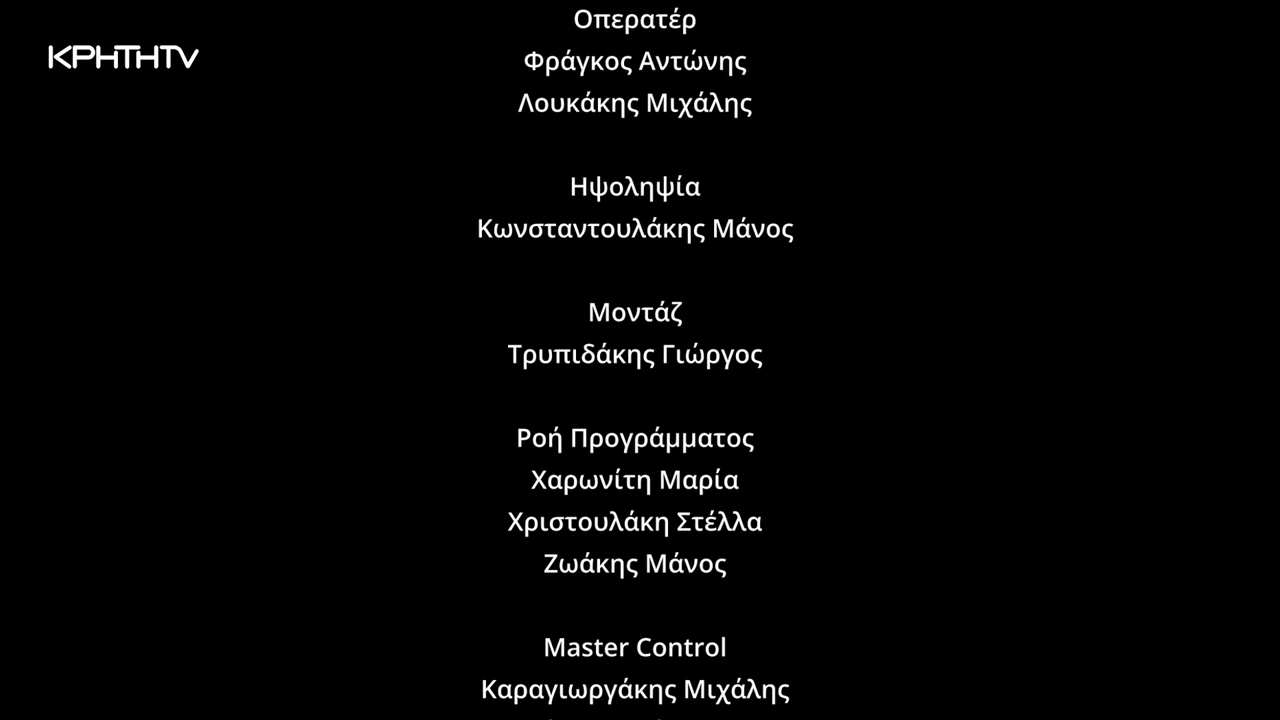 Οπερατέρ
ΚΡΗΤΗTV
Φράγκος Αντώνης
Λουκάκης Μιχάλης
Ηψοληψία
Κωνσταντουλάκης Μάνος
Μοντάζ
Τρυπιδάκης Γιώργος
Ροή Προγράμματος
Χαρωνίτη Μαρία
Χριστουλάκη Στέλλα
Ζωάκης Μάνος
Master Control
Καραγιωργάκης Μιχάλης